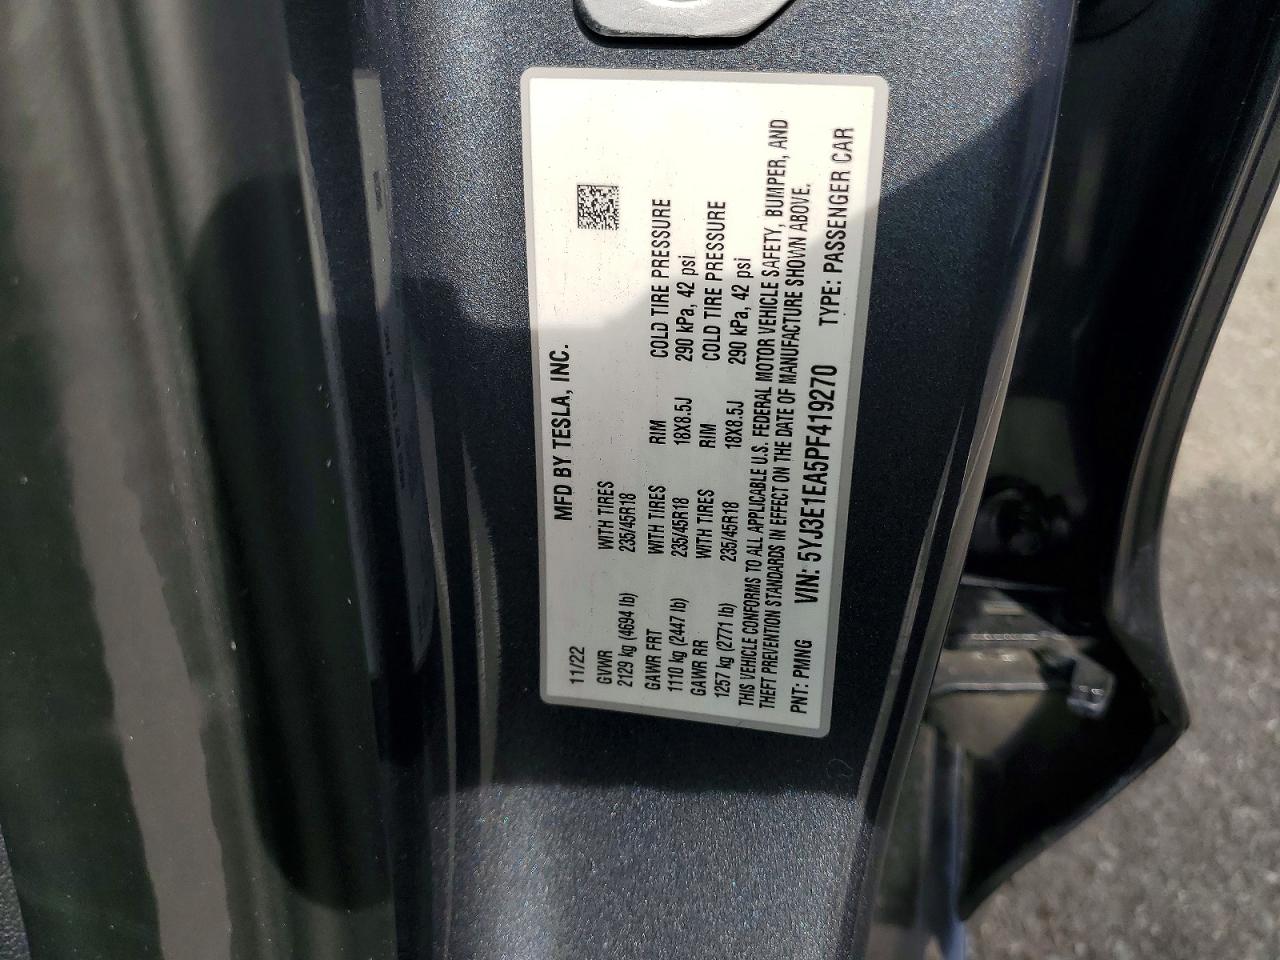 MFD BY TESLA, INC.
11/22
GVWR WITH TIRES
2129 kg (4694 lb) 235/45R18
GAWR FRT WITH TIRES RIM COLD TIRE PRESSURE
1110 kg (2447 lb) 235/45R18 18X8.5J 290 kPa, 42 psi
GAWR RR WITH TIRES RIM COLD TIRE PRESSURE
1257 kg (2771 lb) 235/45R18 18X8.5J 290 kPa, 42 psi
THIS VEHICLE CONFORMS TO ALL APPLICABLE U.S. FEDERAL MOTOR VEHICLE SAFETY, BUMPER, AND
THEFT PREVENTION STANDARDS IN EFFECT ON THE DATE OF MANUFACTURE SHOWN ABOVE.
PNT: PMNG VIN: 5YJ3E1EA5PF419270 TYPE: PASSENGER CAR